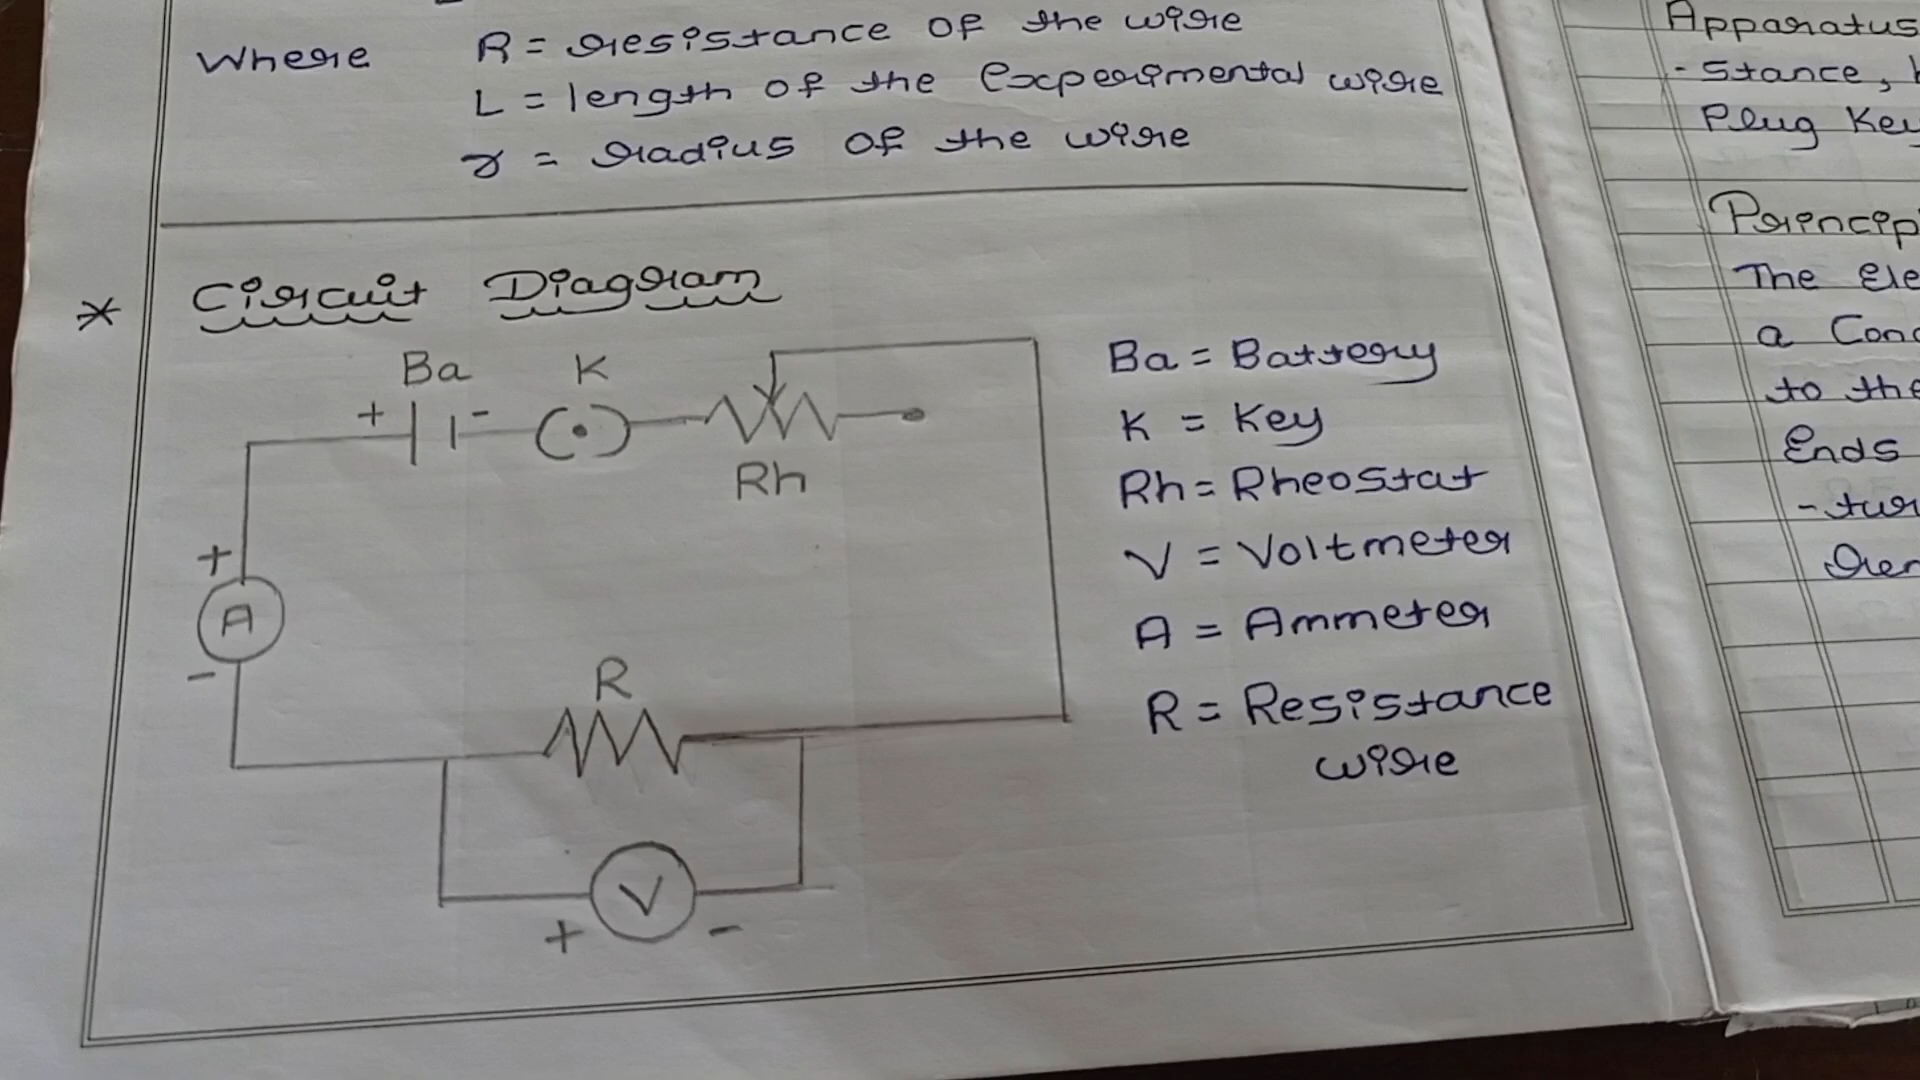 Where R = resistance of the wire
L = length of the experimental wire
r = radius of the wire
* Circuit Diagram
Ba K
+ -
Rh
+
A
-
R
V
+ -
Ba = Battery
K = Key
Rh = Rheostat
V = Voltmeter
A = Ammeter
R = Resistance
wire
Apparatus
- stance,
Plug Key
Princip
The Ele
a Con
to the
Ends
- tur